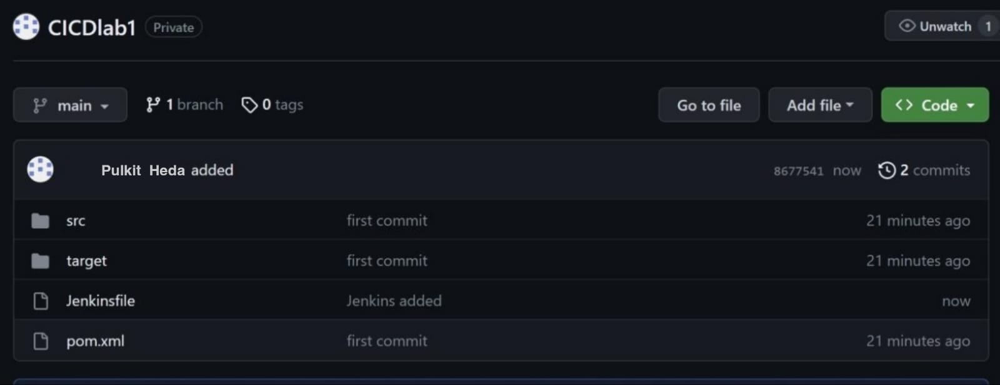 CICDlab1 Private Unwatch 1
main 1 branch 0 tags Go to file Add file <> Code
Pulkit Heda added 8677541 now 2 commits
src first commit 21 minutes ago
target first commit 21 minutes ago
Jenkinsfile Jenkins added now
pom.xml first commit 21 minutes ago